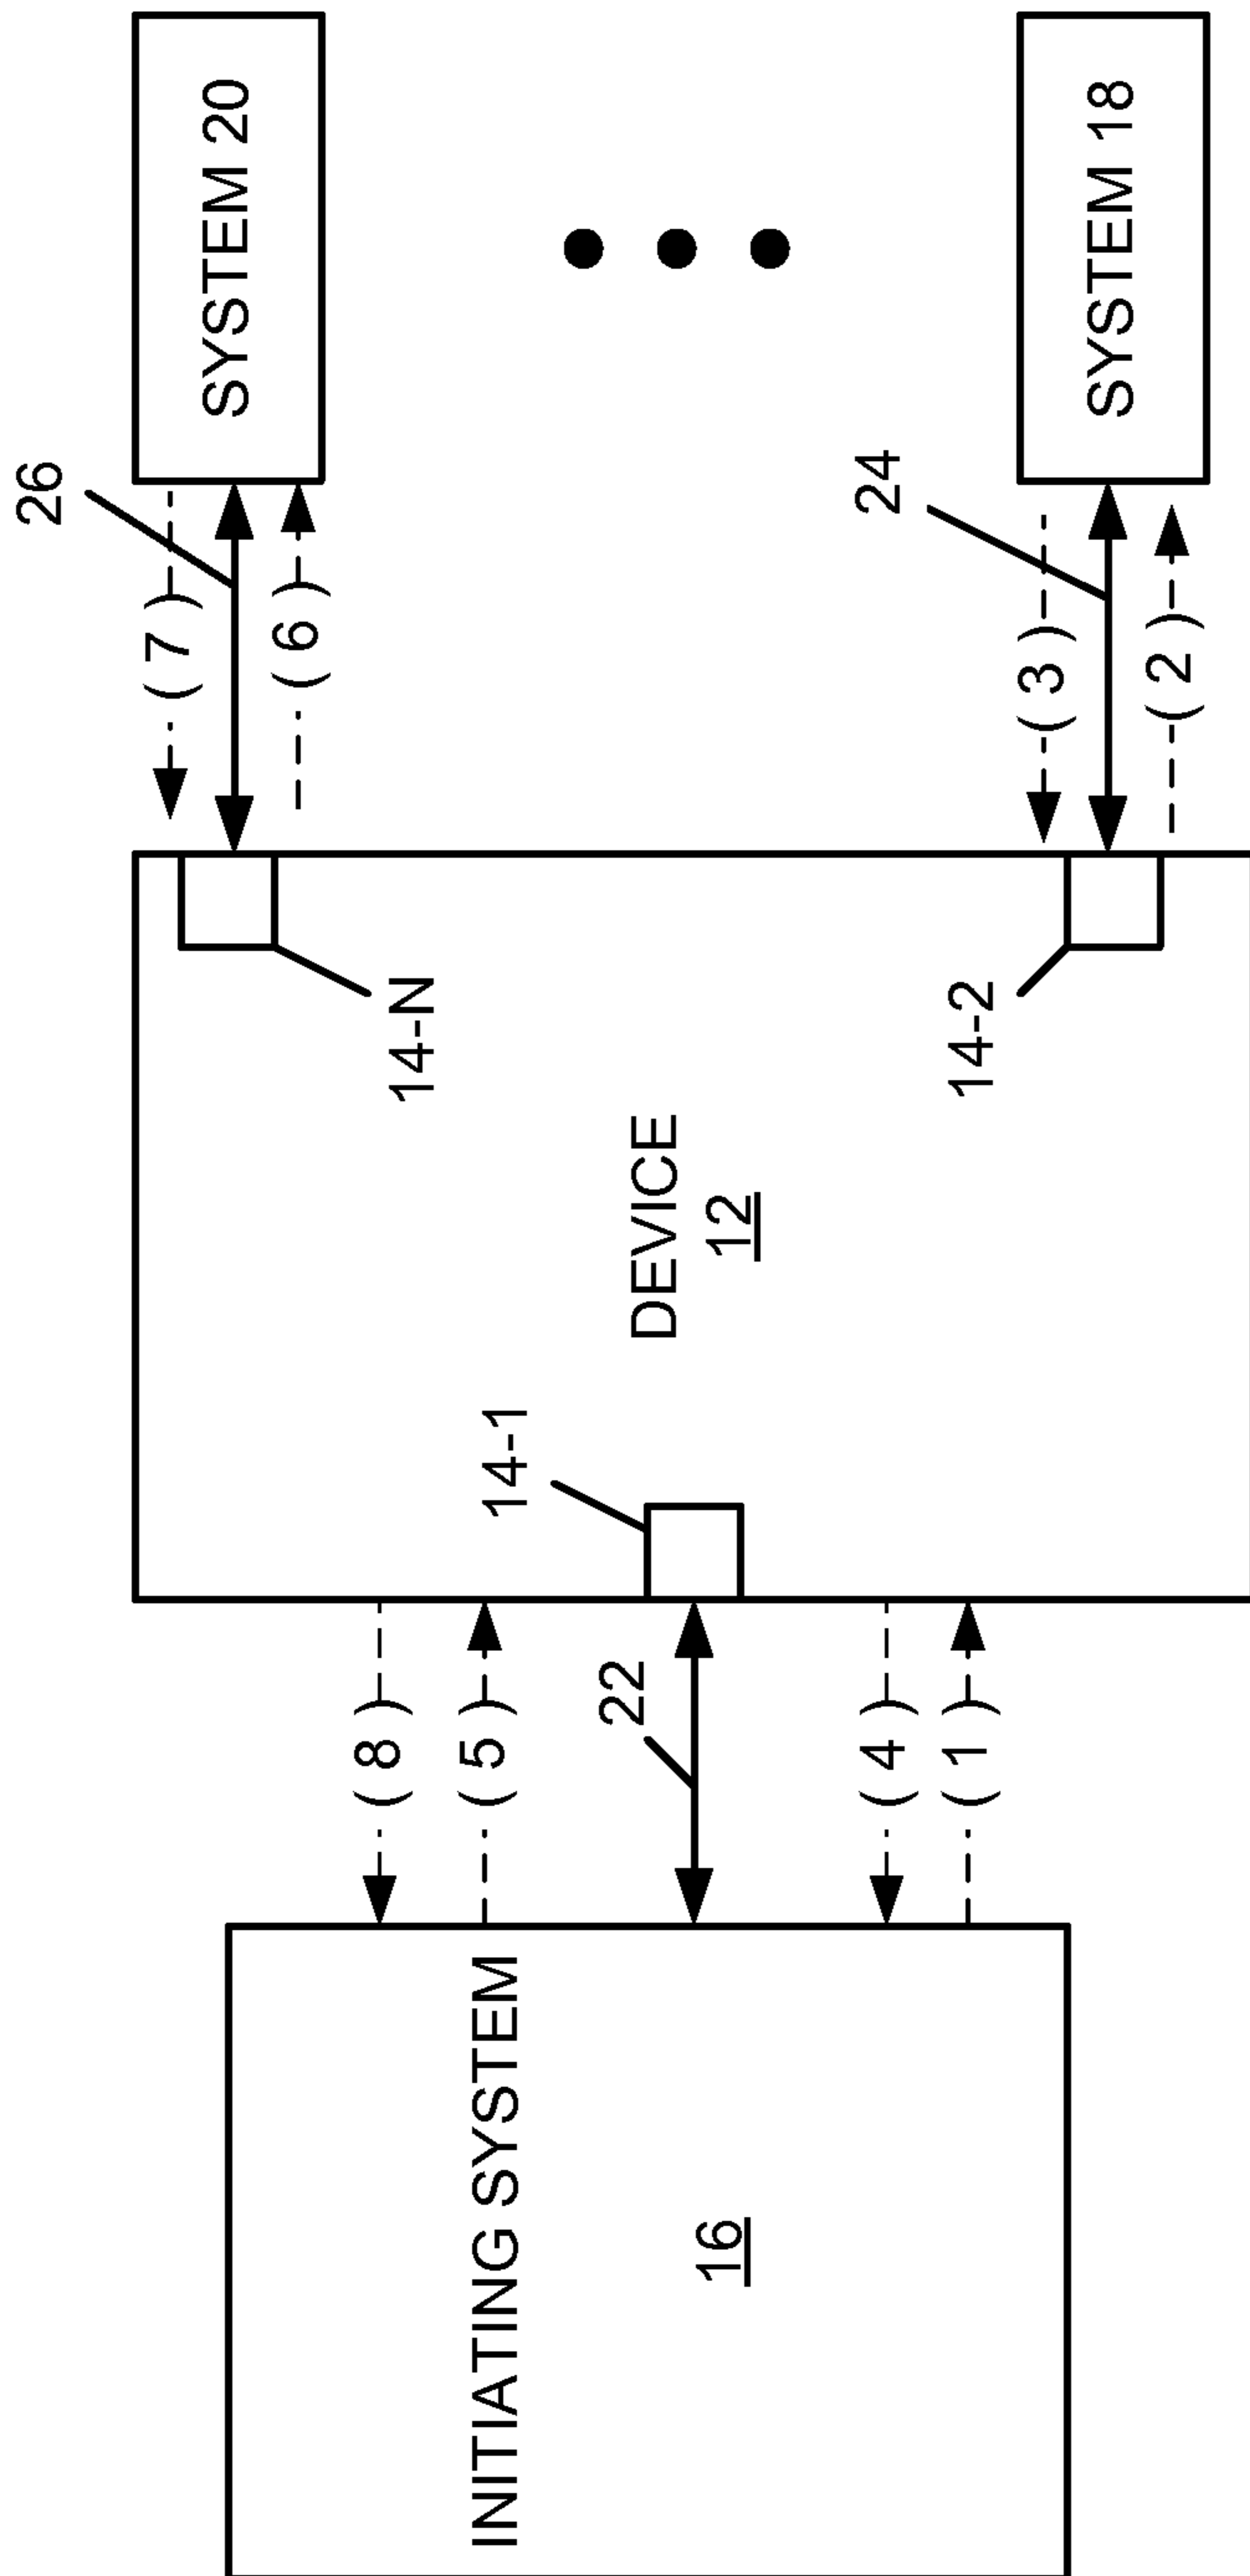 INITIATING SYSTEM
16
( 8 )
( 5 )
22
( 4 )
( 1 )
14-1
DEVICE
12
14-N
14-2
26
( 7 )
( 6 )
24
( 3 )
( 2 )
SYSTEM 20
SYSTEM 18